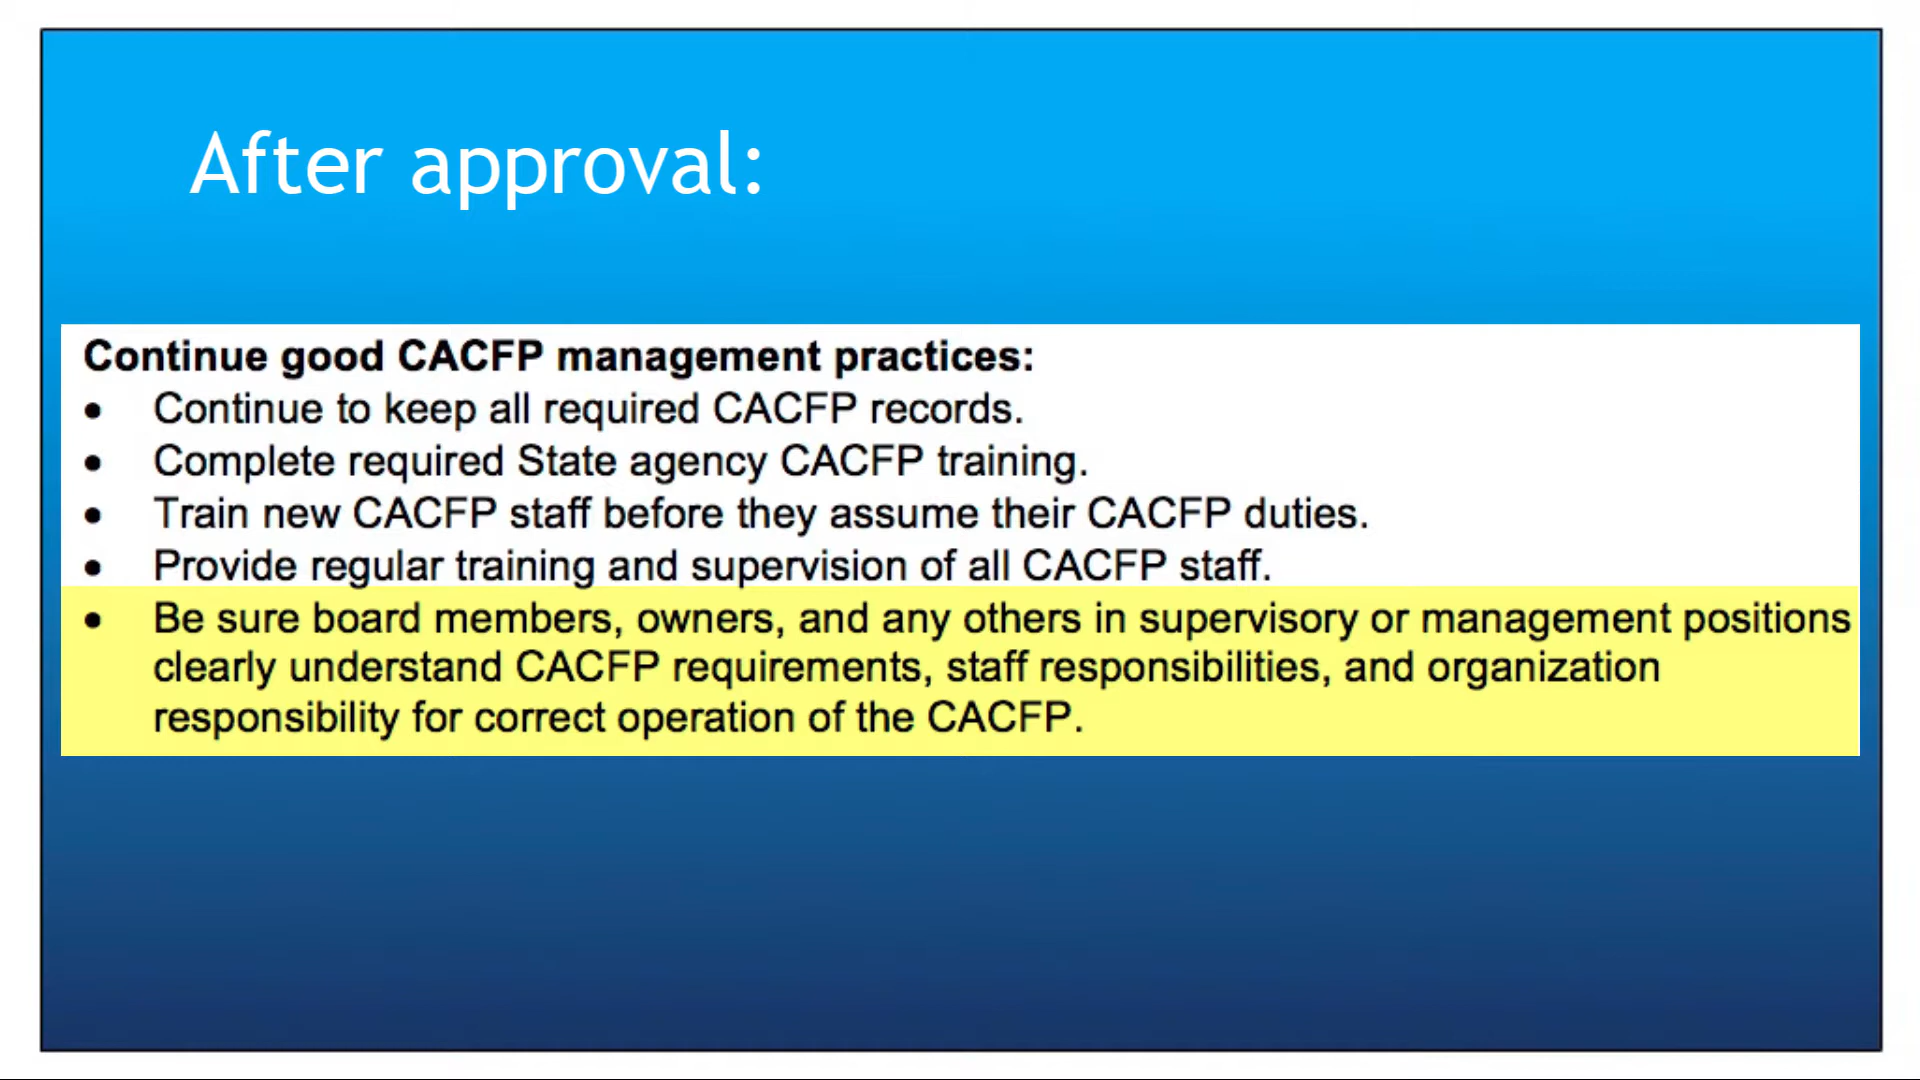 After approval:
Continue good CACFP management practices:
• Continue to keep all required CACFP records.
• Complete required State agency CACFP training.
• Train new CACFP staff before they assume their CACFP duties.
• Provide regular training and supervision of all CACFP staff.
• Be sure board members, owners, and any others in supervisory or management positions
clearly understand CACFP requirements, staff responsibilities, and organization
responsibility for correct operation of the CACFP.